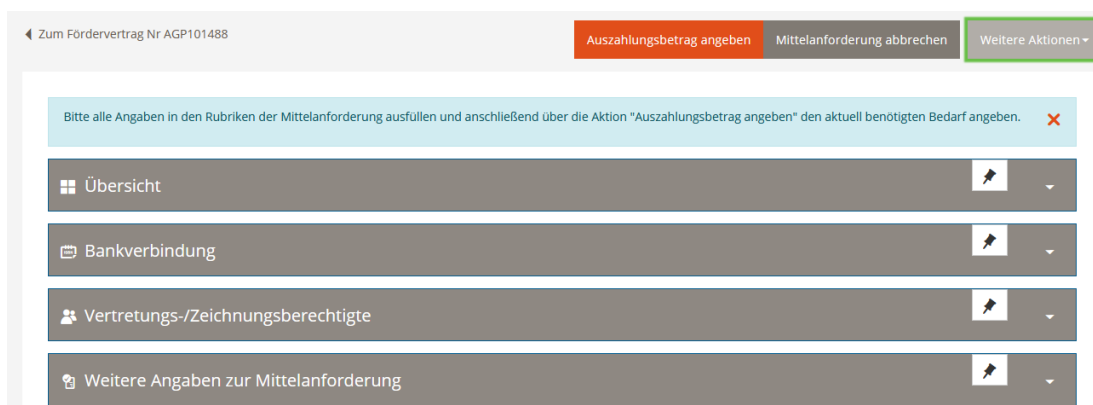 Zum Fördervertrag Nr AGP101488
Auszahlungsbetrag angeben
Mittelanforderung abbrechen
Weitere Aktionen
Bitte alle Angaben in den Rubriken der Mittelanforderung ausfüllen und anschließend über die Aktion "Auszahlungsbetrag angeben" den aktuell benötigten Bedarf angeben.
Übersicht
Bankverbindung
Vertretungs-/Zeichnungsberechtigte
Weitere Angaben zur Mittelanforderung